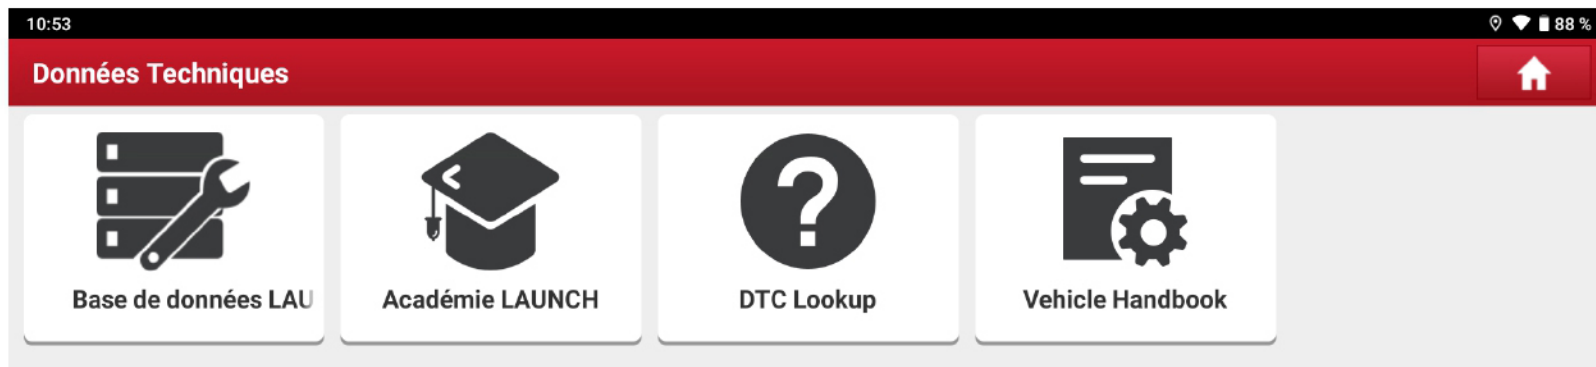 10:53
88 %
Données Techniques
Base de données LAU
Académie LAUNCH
DTC Lookup
Vehicle Handbook